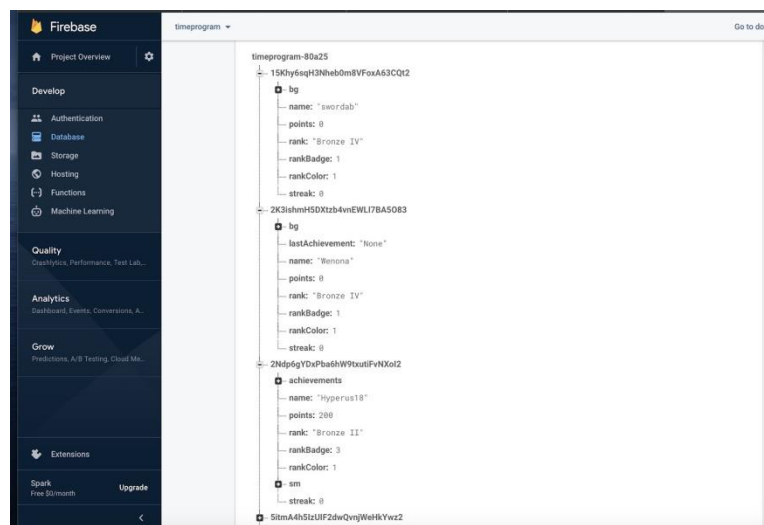 Firebase
Project Overview
Develop
Authentication
Database
Storage
Hosting
Functions
Machine Learning
Quality
Crashlytics, Performance, Test Lab,...
Analytics
Dashboard, Events, Conversions, A...
Grow
Predictions, A/B Testing, Cloud Me...
Extensions
Spark
Free $0/month
Upgrade
timeprogram
Go to do
timeprogram-80a25
15Khy6sqH3Nheb0m8VFoxA63CQt2
bg
name: "swordab"
points: 0
rank: "Bronze IV"
rankBadge: 1
rankColor: 1
streak: 0
2K3ishmH5DXtzb4vnEWLI7BA5O83
bg
lastAchievement: "None"
name: "Wenona"
points: 0
rank: "Bronze IV"
rankBadge: 1
rankColor: 1
streak: 0
2Ndp6gYDxPba6hW9txutiFvNXoI2
achievements
name: "Hyperus18"
points: 200
rank: "Bronze II"
rankBadge: 3
rankColor: 1
sm
streak: 0
5itmA4h5IzUIF2dwQvnjWeHkYwz2